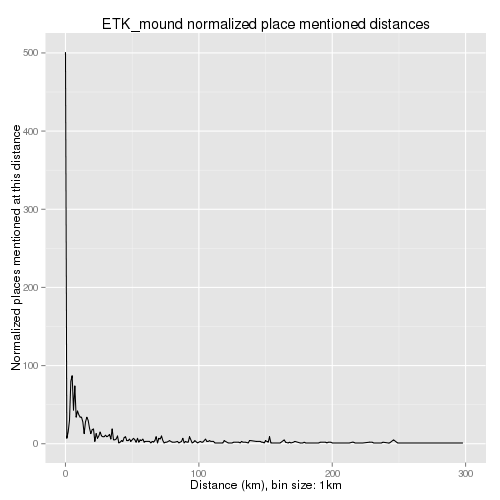 ETK_mound normalized place mentioned distances
Normalized places mentioned at this distance
500
400
300
200
100
0
0 100 200 300
Distance (km), bin size: 1km